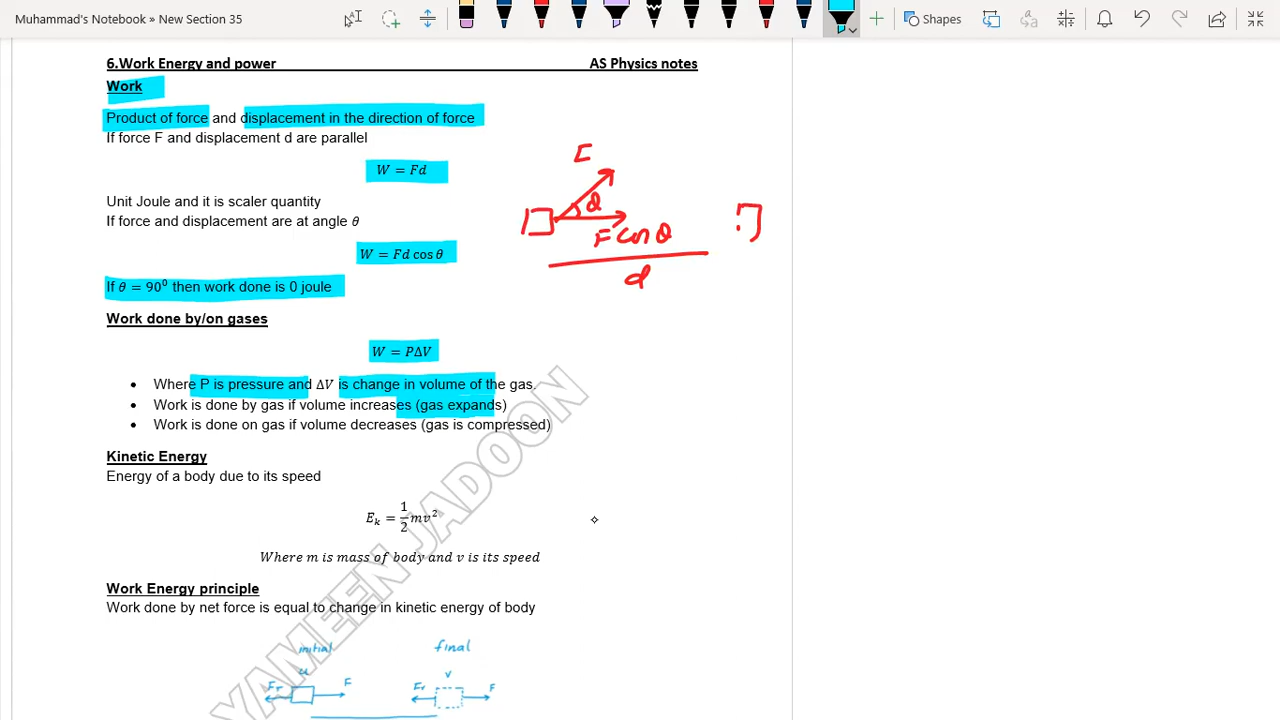 Muhammad's Notebook » New Section 35
Shapes
6.Work Energy and power AS Physics notes
Work
Product of force and displacement in the direction of force
If force F and displacement d are parallel
W = Fd
Unit Joule and it is scaler quantity
If force and displacement are at angle θ
W = Fd cos θ
If θ = 90⁰ then work done is 0 joule
F
θ
F cos θ
d
Work done by/on gases
W = PΔV
• Where P is pressure and ΔV is change in volume of the gas.
• Work is done by gas if volume increases (gas expands)
• Work is done on gas if volume decreases (gas is compressed)
Kinetic Energy
Energy of a body due to its speed
E_k = 1/2 mv²
Where m is mass of body and v is its speed
Work Energy principle
Work done by net force is equal to change in kinetic energy of body
initial final
u v
Fr F Fr F
YAMEEN JADOON